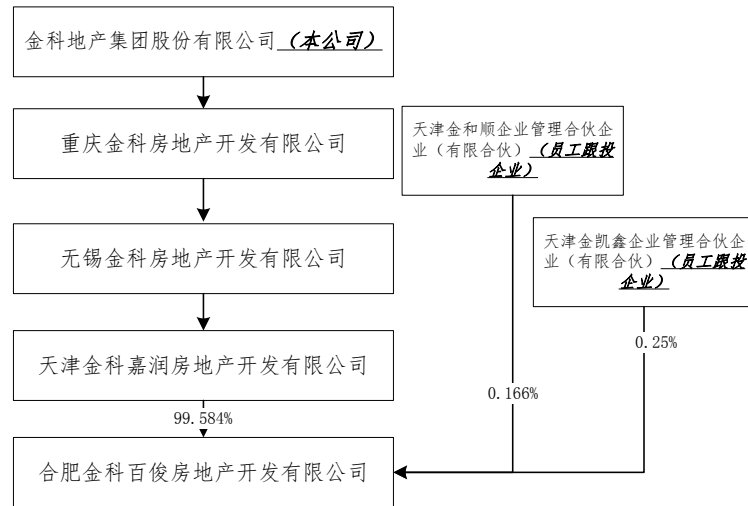 金科地产集团股份有限公司（本公司）
重庆金科房地产开发有限公司
天津金和顺企业管理合伙企
业（有限合伙）（员工跟投
企业）
无锡金科房地产开发有限公司
天津金凯鑫企业管理合伙企
业（有限合伙）（员工跟投
企业）
天津金科嘉润房地产开发有限公司
0.25%
0.166%
99.584%
合肥金科百俊房地产开发有限公司